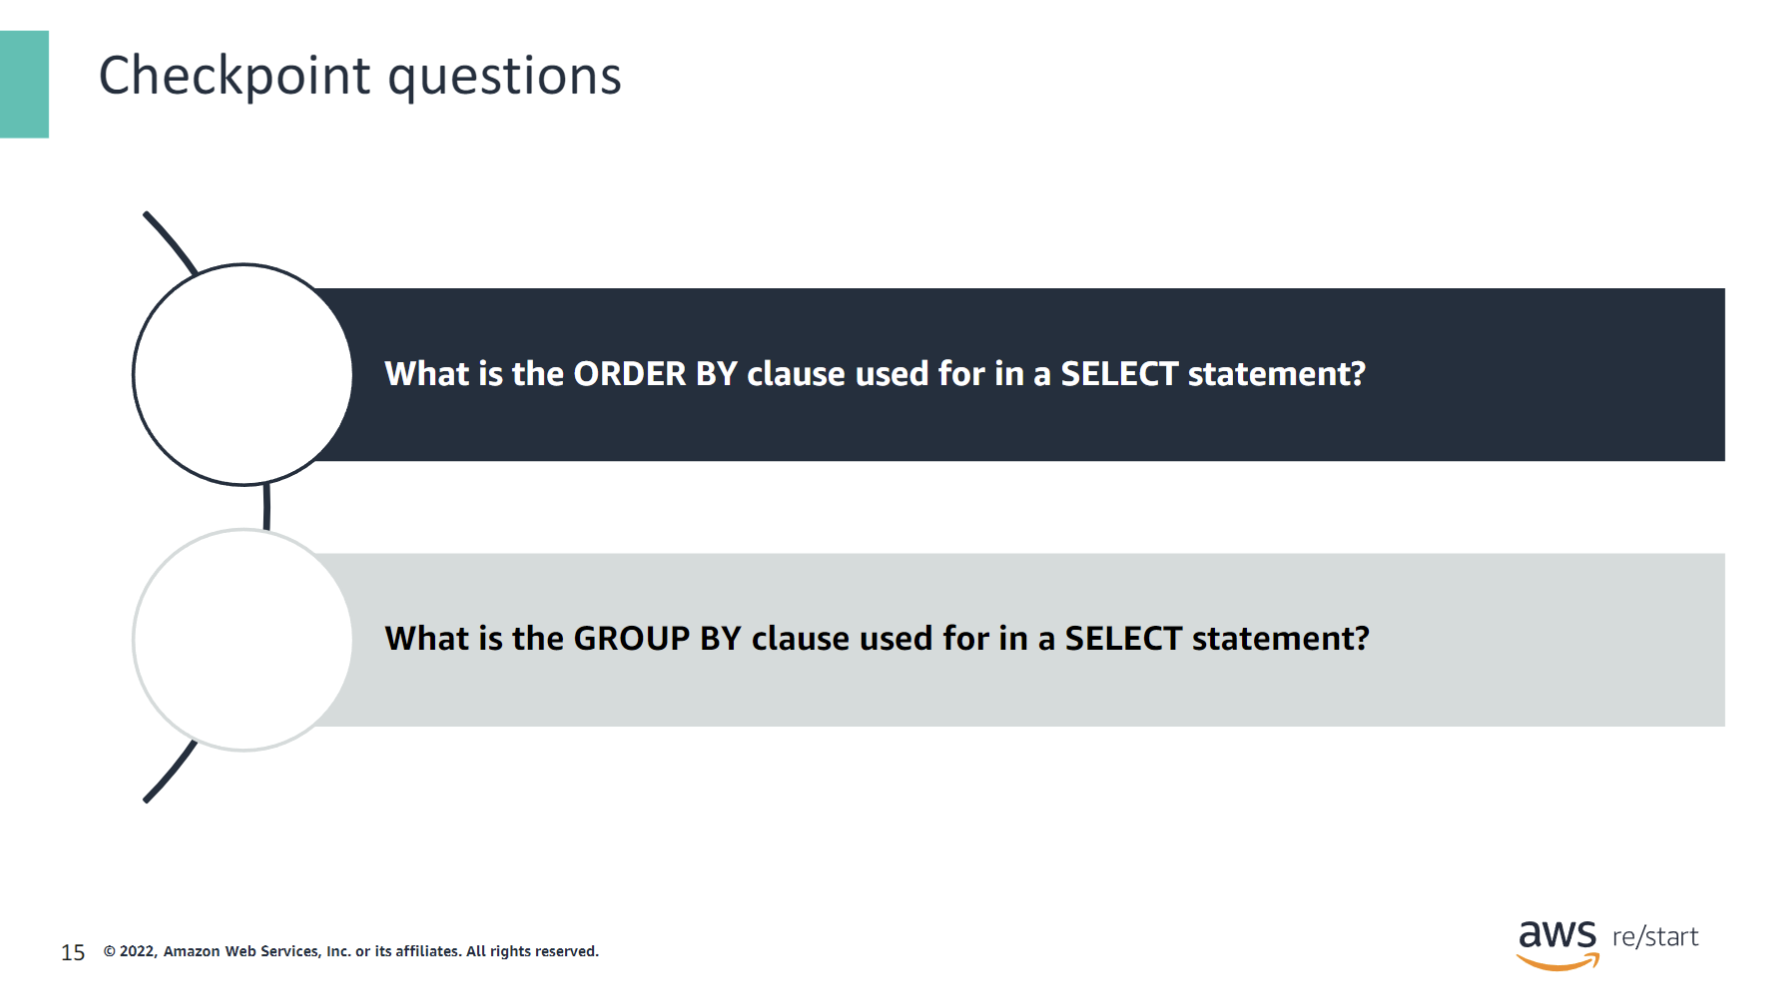 Checkpoint questions
What is the ORDER BY clause used for in a SELECT statement?
What is the GROUP BY clause used for in a SELECT statement?
15 © 2022, Amazon Web Services, Inc. or its affiliates. All rights reserved.
aws re/start